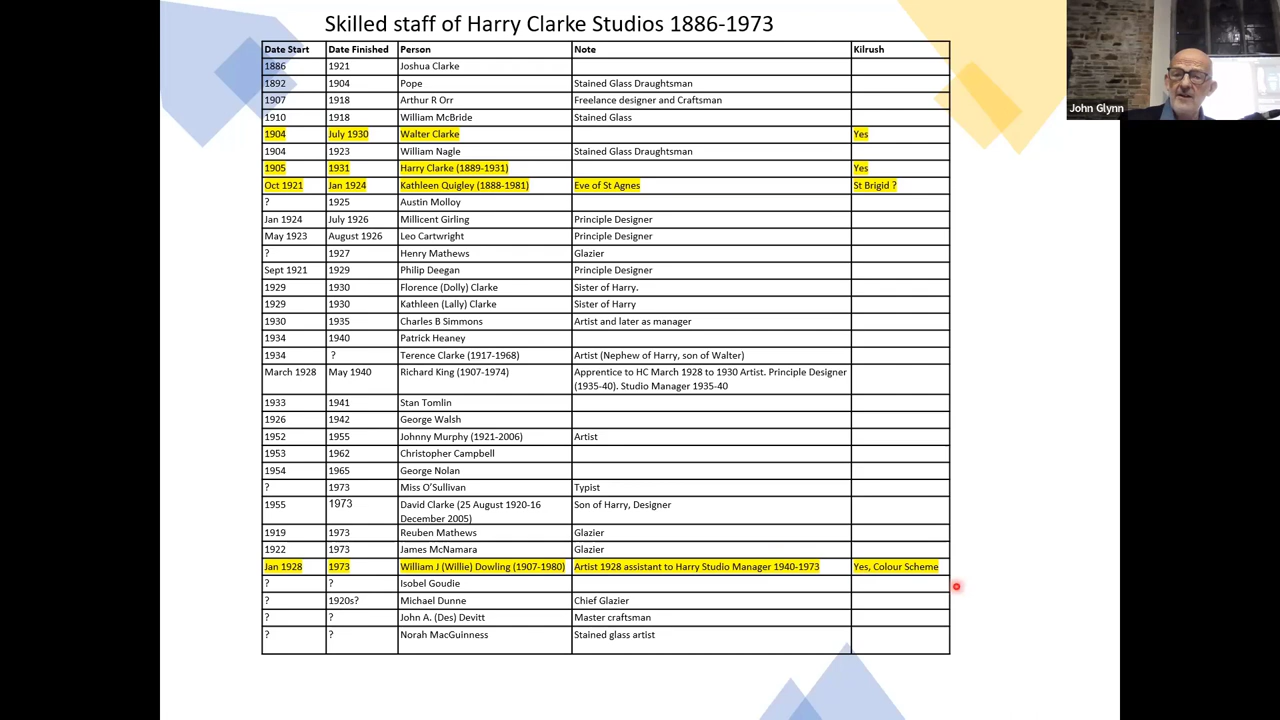 Skilled staff of Harry Clarke Studios 1886-1973
Date Start Date Finished Person Note Kilrush
1886 1921 Joshua Clarke
1892 1904 Pope Stained Glass Draughtsman
1907 1918 Arthur R Orr Freelance designer and Craftsman
1910 1918 William McBride Stained Glass
1904 July 1930 Walter Clarke Yes
1904 1923 William Nagle Stained Glass Draughtsman
1905 1931 Harry Clarke (1889-1931) Yes
Oct 1921 Jan 1924 Kathleen Quigley (1888-1981) Eve of St Agnes St Brigid ?
? 1925 Austin Molloy
Jan 1924 July 1926 Millicent Girling Principle Designer
May 1923 August 1926 Leo Cartwright Principle Designer
? 1927 Henry Mathews Glazier
Sept 1921 1929 Philip Deegan Principle Designer
1929 1930 Florence (Dolly) Clarke Sister of Harry.
1929 1930 Kathleen (Lally) Clarke Sister of Harry
1930 1935 Charles B Simmons Artist and later as manager
1934 1940 Patrick Heaney
1934 ? Terence Clarke (1917-1968) Artist (Nephew of Harry, son of Walter)
March 1928 May 1940 Richard King (1907-1974) Apprentice to HC March 1928 to 1930 Artist. Principle Designer
(1935-40). Studio Manager 1935-40
1933 1941 Stan Tomlin
1926 1942 George Walsh
1952 1955 Johnny Murphy (1921-2006) Artist
1953 1962 Christopher Campbell
1954 1965 George Nolan
? 1973 Miss O'Sullivan Typist
1955 1973 David Clarke (25 August 1920-16 Son of Harry, Designer
December 2005)
1919 1973 Reuben Mathews Glazier
1922 1973 James McNamara Glazier
Jan 1928 1973 William J (Willie) Dowling (1907-1980) Artist 1928 assistant to Harry Studio Manager 1940-1973 Yes, Colour Scheme
? ? Isobel Goudie
? 1920s? Michael Dunne Chief Glazier
? ? John A. (Des) Devitt Master craftsman
? ? Norah MacGuinness Stained glass artist
John Glynn